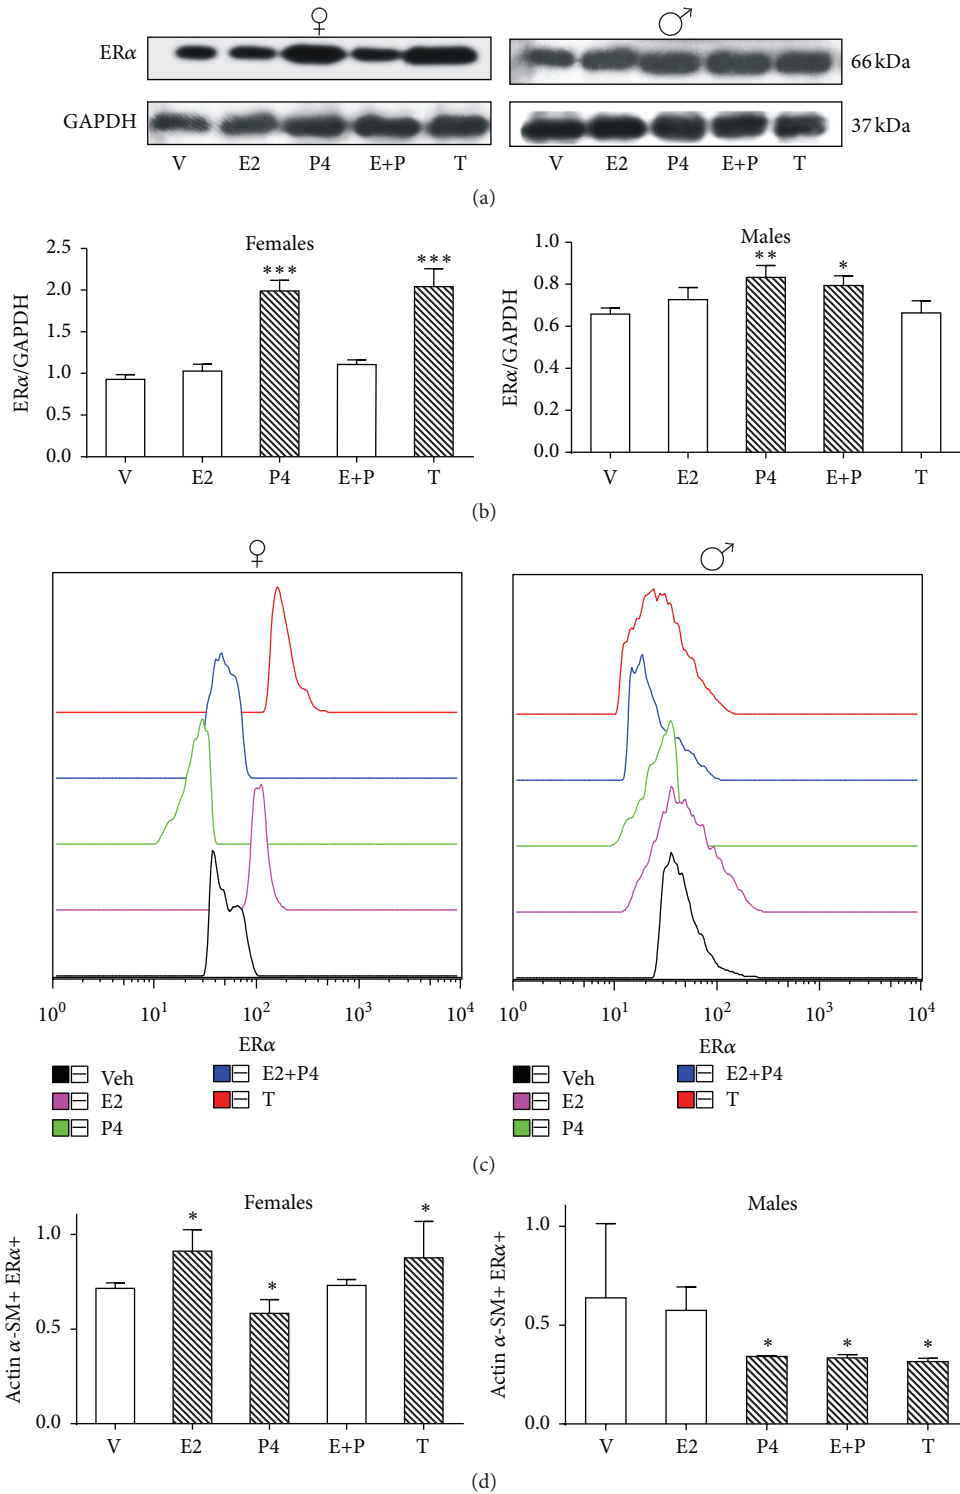 ♀ ♂
ERα 66 kDa
GAPDH 37 kDa
V E2 P4 E+P T V E2 P4 E+P T
(a)
Females
ERα/GAPDH
2.5
2.0
1.5
1.0
0.5
0.0
*** ***
V E2 P4 E+P T
Males
ERα/GAPDH
1.0
0.8
0.6
0.4
0.2
0.0
** *
V E2 P4 E+P T
(b)
♀ ♂
10⁰ 10¹ 10² 10³ 10⁴
ERα
Veh E2+P4
E2 T
P4
10⁰ 10¹ 10² 10³ 10⁴
ERα
Veh E2+P4
E2 T
P4
(c)
Females
Actin α-SM+ ERα+
1.0
0.5
0.0
* * *
V E2 P4 E+P T
Males
Actin α-SM+ ERα+
1.0
0.5
0.0
* * *
V E2 P4 E+P T
(d)